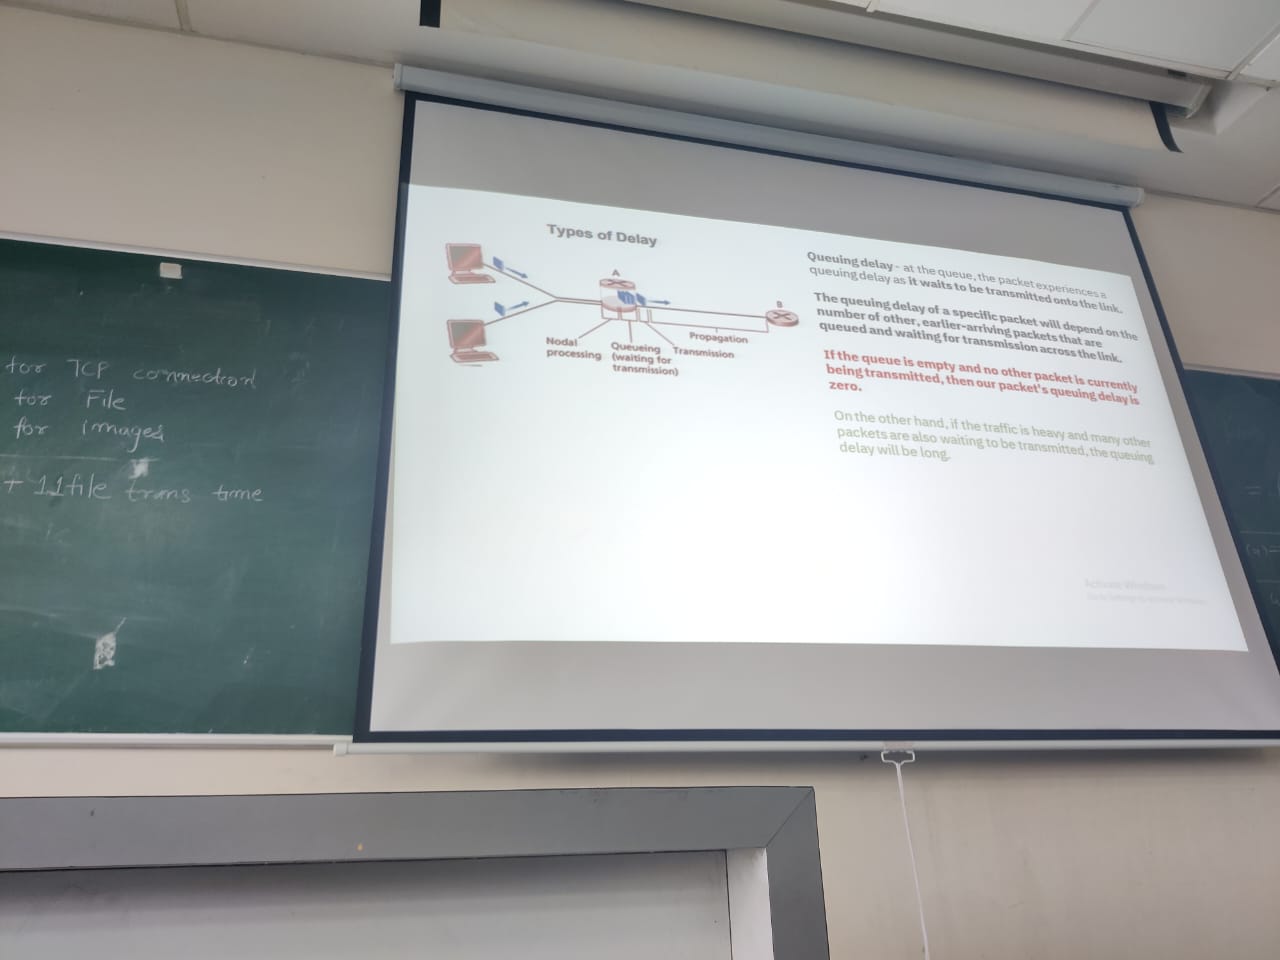 for TCP connection
for File
for images
+ 11 file trans time
Types of Delay
A
B
Nodal
processing
Queueing
(waiting for
transmission)
Transmission
Propagation
Queuing delay - at the queue, the packet experiences a
queuing delay as it waits to be transmitted onto the link.
The queuing delay of a specific packet will depend on the
number of other, earlier-arriving packets that are
queued and waiting for transmission across the link.
If the queue is empty and no other packet is currently
being transmitted, then our packet's queuing delay is
zero.
On the other hand, if the traffic is heavy and many other
packets are also waiting to be transmitted, the queuing
delay will be long.
Activate Windows